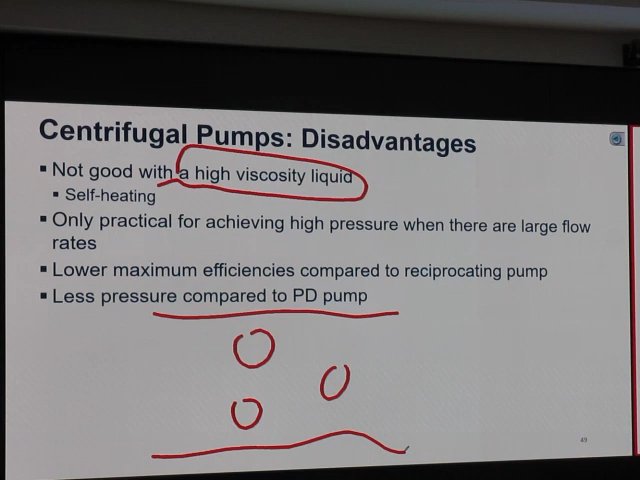 Centrifugal Pumps: Disadvantages
▪ Not good with a high viscosity liquid
▪ Self-heating
▪ Only practical for achieving high pressure when there are large flow
rates
▪ Lower maximum efficiencies compared to reciprocating pump
▪ Less pressure compared to PD pump
49